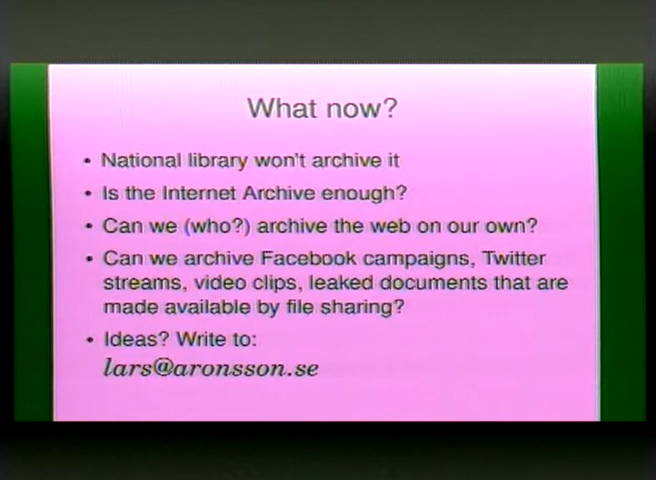 What now?
• National library won't archive it
• Is the Internet Archive enough?
• Can we (who?) archive the web on our own?
• Can we archive Facebook campaigns, Twitter
streams, video clips, leaked documents that are
made available by file sharing?
• Ideas? Write to:
lars@aronsson.se